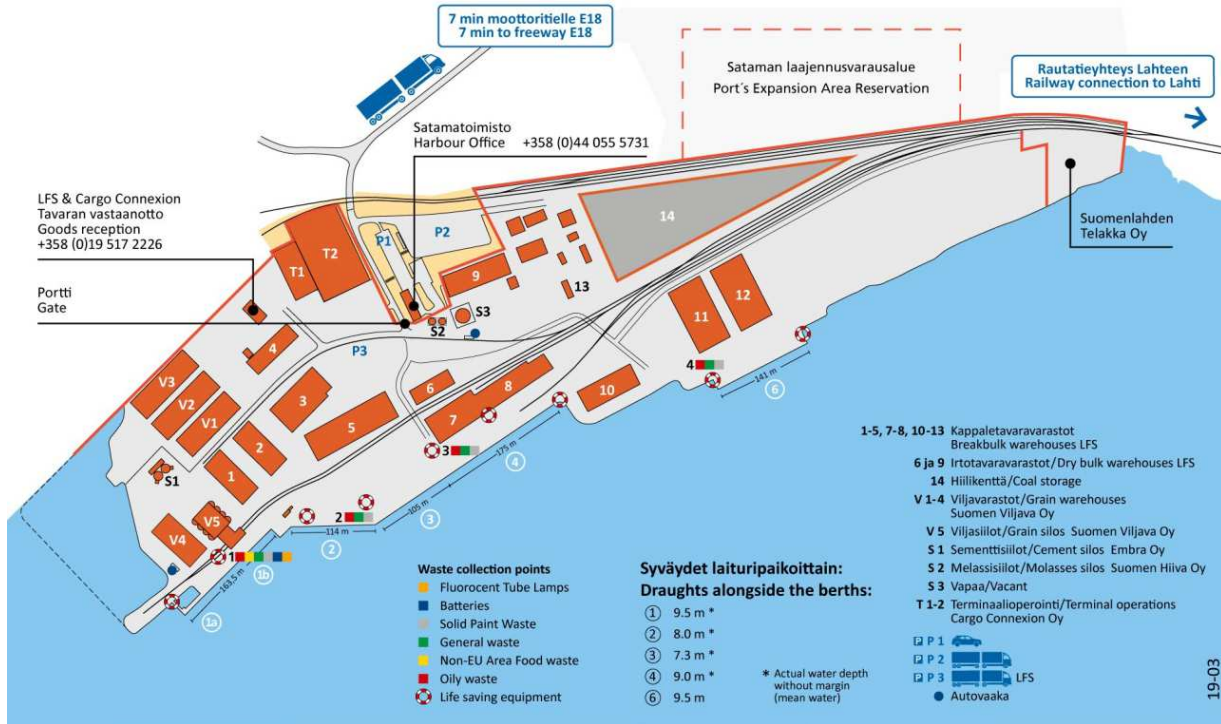 7 min moottoritielle E18
7 min to freeway E18
Sataman laajennusvarausalue
Port´s Expansion Area Reservation
Rautatieyhteys Lahteen
Railway connection to Lahti
Satamatoimisto
Harbour Office +358 (0)44 055 5731
LFS & Cargo Connexion
Tavaran vastaanotto
Goods reception
+358 (0)19 517 2226
Portti
Gate
Suomenlahden
Telakka Oy
T1
T2
P1
P2
14
9
13
S3
S2
11
12
4
P3
V3
V2
V1
3
6
8
7
10
5
2
1
S1
V5
V4
4
141 m
6
3
175 m
4
105 m
3
2
114 m
2
1
163,5 m
1b
1a
Waste collection points
Fluorocent Tube Lamps
Batteries
Solid Paint Waste
General waste
Non-EU Area Food waste
Oily waste
Life saving equipment
Syväydet laituripaikoittain:
Draughts alongside the berths:
1 9.5 m *
2 8.0 m *
3 7.3 m *
4 9.0 m *
6 9.5 m
* Actual water depth
without margin
(mean water)
1-5, 7-8, 10-13 Kappaletavaravarastot
Breakbulk warehouses LFS
6 ja 9 Irtotavaravarastot/Dry bulk warehouses LFS
14 Hiilikenttä/Coal storage
V 1-4 Viljavarastot/Grain warehouses
Suomen Viljava Oy
V 5 Viljasiilot/Grain silos Suomen Viljava Oy
S 1 Sementtisiilot/Cement silos Embra Oy
S 2 Melassisiilot/Molasses silos Suomen Hiiva Oy
S 3 Vapaa/Vacant
T 1-2 Terminaalioperointi/Terminal operations
Cargo Connexion Oy
P P 1
P P 2
P P 3 LFS
Autovaaka
19-03